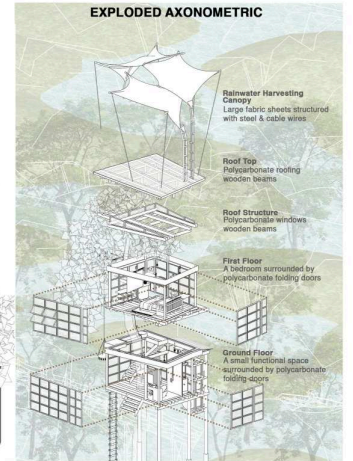 EXPLODED AXONOMETRIC
Rainwater Harvesting
Canopy
Large fabric sheets structured
with steel & cable wires
Roof Top
Polycarbonate roofing
wooden beams
Roof Structure
Polycarbonate windows
wooden beams
First Floor
A bedroom surrounded by
polycarbonate folding doors
Ground Floor
A small functional space
surrounded by polycarbonate
folding doors